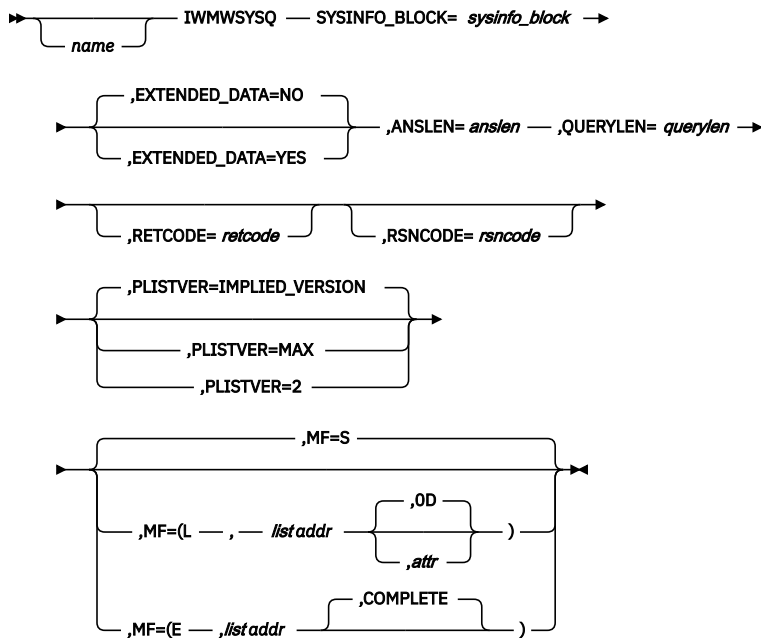 name IWMWSYSQ SYSINFO_BLOCK= sysinfo_block
,EXTENDED_DATA=NO
,EXTENDED_DATA=YES
,ANSLEN= anslen ,QUERYLEN= querylen
,RETCODE= retcode ,RSNCODE= rsncode
,PLISTVER=IMPLIED_VERSION
,PLISTVER=MAX
,PLISTVER=2
,MF=S
,MF=(L , list addr ,0D )
,attr
,MF=(E ,list addr ,COMPLETE )